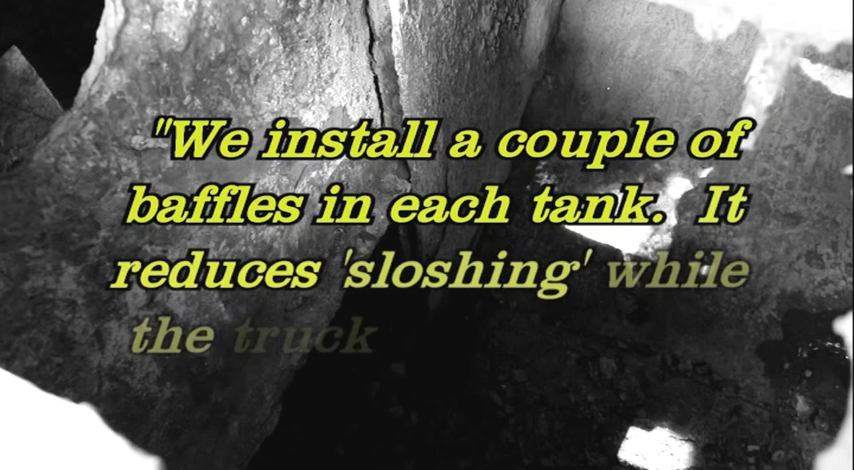 "We install a couple of
baffles in each tank.  It
reduces 'sloshing' while
the truck